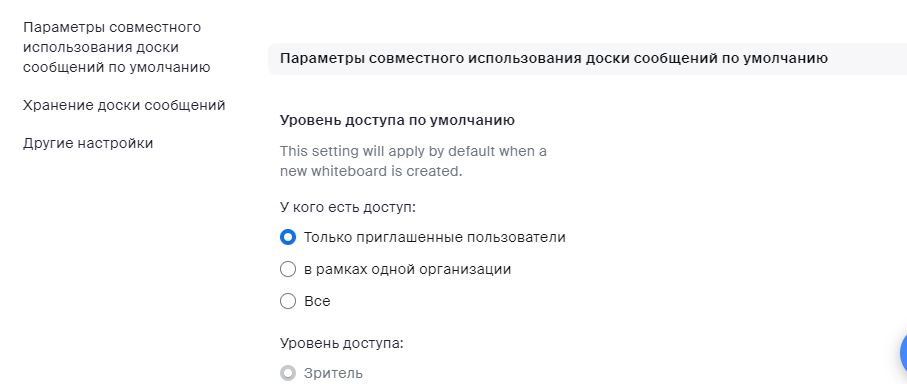 Параметры совместного
использования доски
сообщений по умолчанию
Хранение доски сообщений
Другие настройки
Параметры совместного использования доски сообщений по умолчанию
Уровень доступа по умолчанию
This setting will apply by default when a
new whiteboard is created.
У кого есть доступ:
Только приглашенные пользователи
в рамках одной организации
Все
Уровень доступа:
Зритель